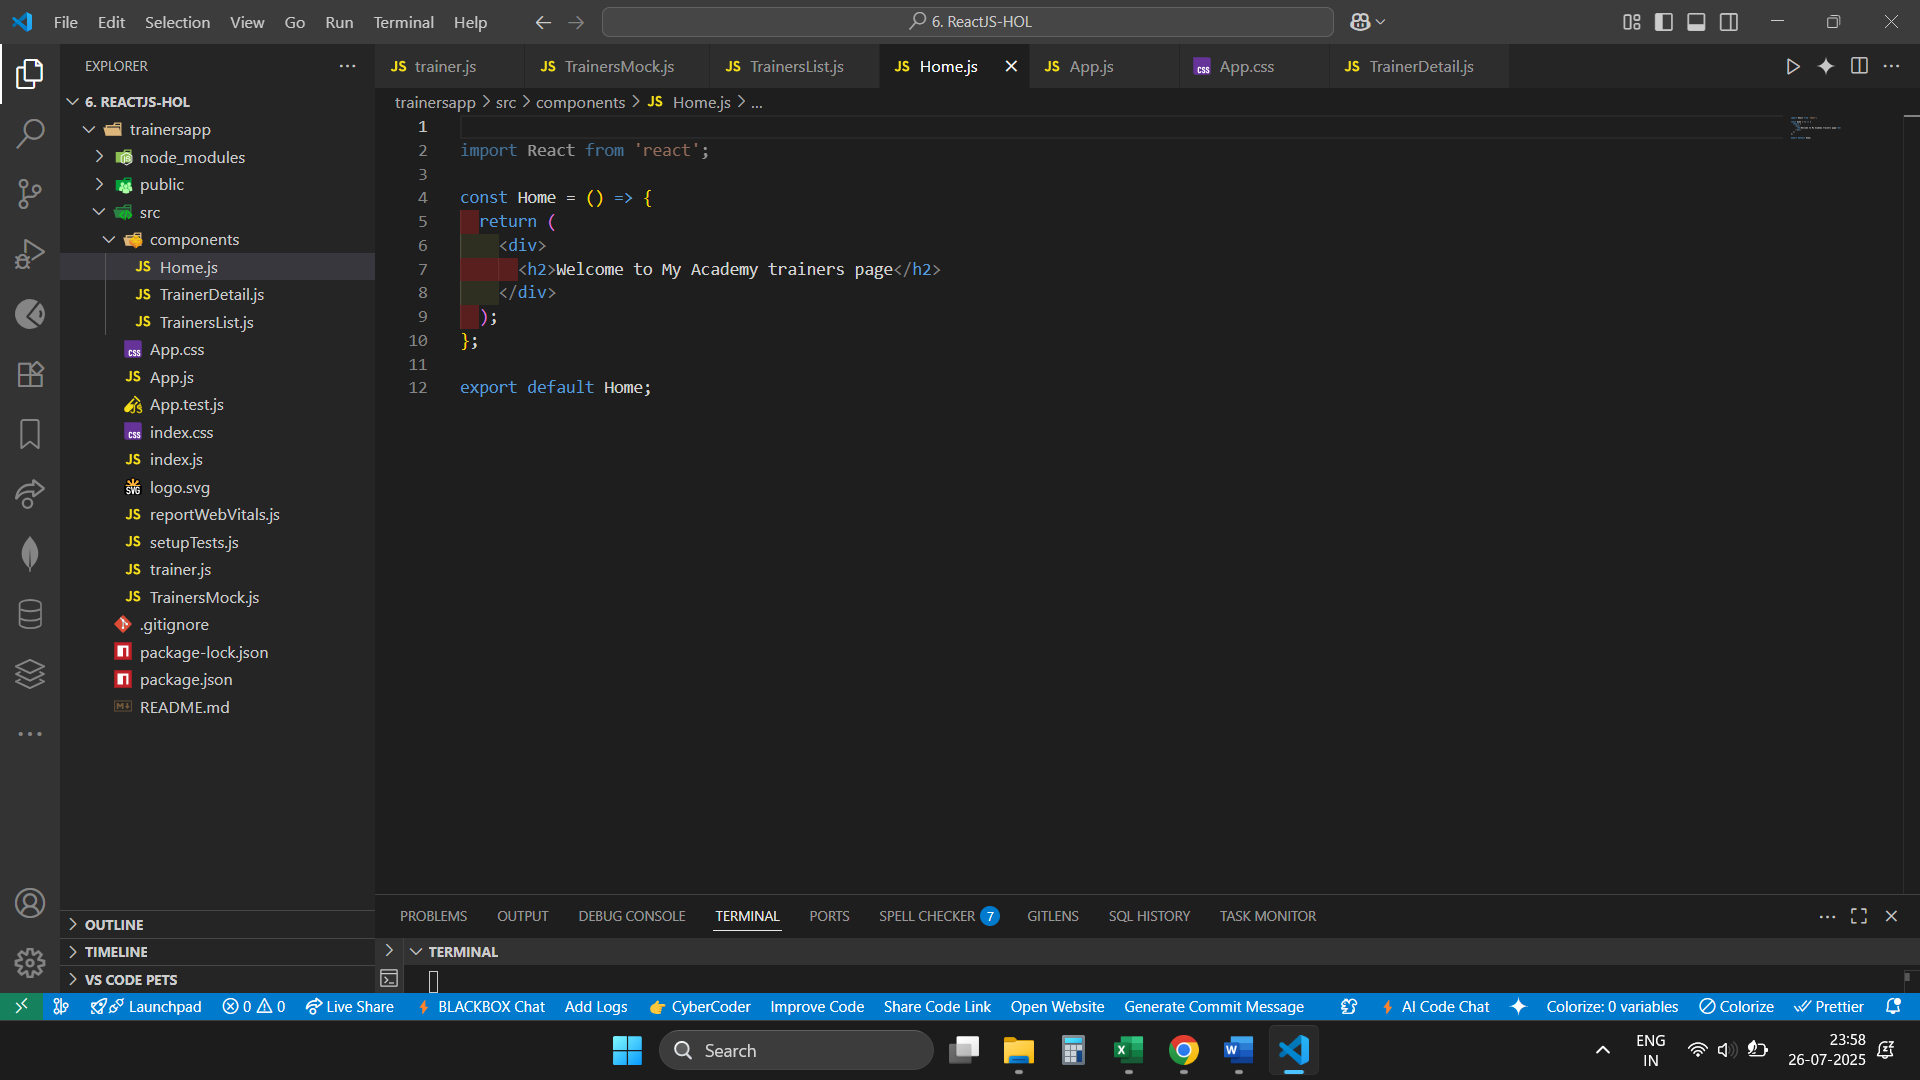 File Edit Selection View Go Run Terminal Help
6. ReactJS-HOL
EXPLORER
6. REACTJS-HOL
trainersapp
node_modules
public
src
components
Home.js
TrainerDetail.js
TrainersList.js
App.css
App.js
App.test.js
index.css
index.js
logo.svg
reportWebVitals.js
setupTests.js
trainer.js
TrainersMock.js
.gitignore
package-lock.json
package.json
README.md
OUTLINE
TIMELINE
VS CODE PETS
JS trainer.js JS TrainersMock.js JS TrainersList.js JS Home.js JS App.js App.css JS TrainerDetail.js
trainersapp > src > components > JS Home.js > ...
1
2 import React from 'react';
3
4 const Home = () => {
5 return (
6 <div>
7 <h2>Welcome to My Academy trainers page</h2>
8 </div>
9 );
10 };
11
12 export default Home;
PROBLEMS OUTPUT DEBUG CONSOLE TERMINAL PORTS SPELL CHECKER 7 GITLENS SQL HISTORY TASK MONITOR
TERMINAL
Launchpad 0 0 Live Share BLACKBOX Chat Add Logs CyberCoder Improve Code Share Code Link Open Website Generate Commit Message AI Code Chat Colorize: 0 variables Colorize Prettier
Search
ENG
IN
23:58
26-07-2025